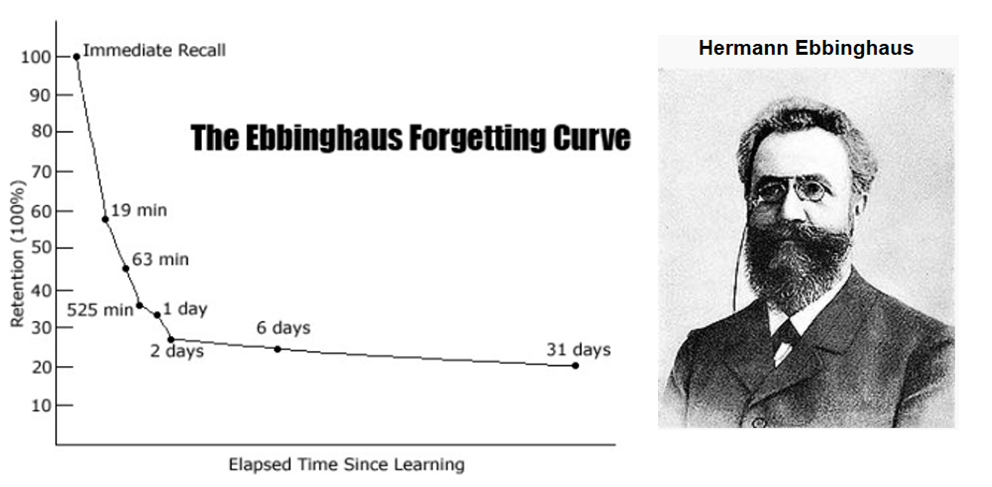 100
Immediate Recall
90
80
The Ebbinghaus Forgetting Curve
70
60
19 min
50
63 min
40
525 min
1 day
30
6 days
2 days
31 days
20
10
Retention (100%)
Elapsed Time Since Learning
Hermann Ebbinghaus